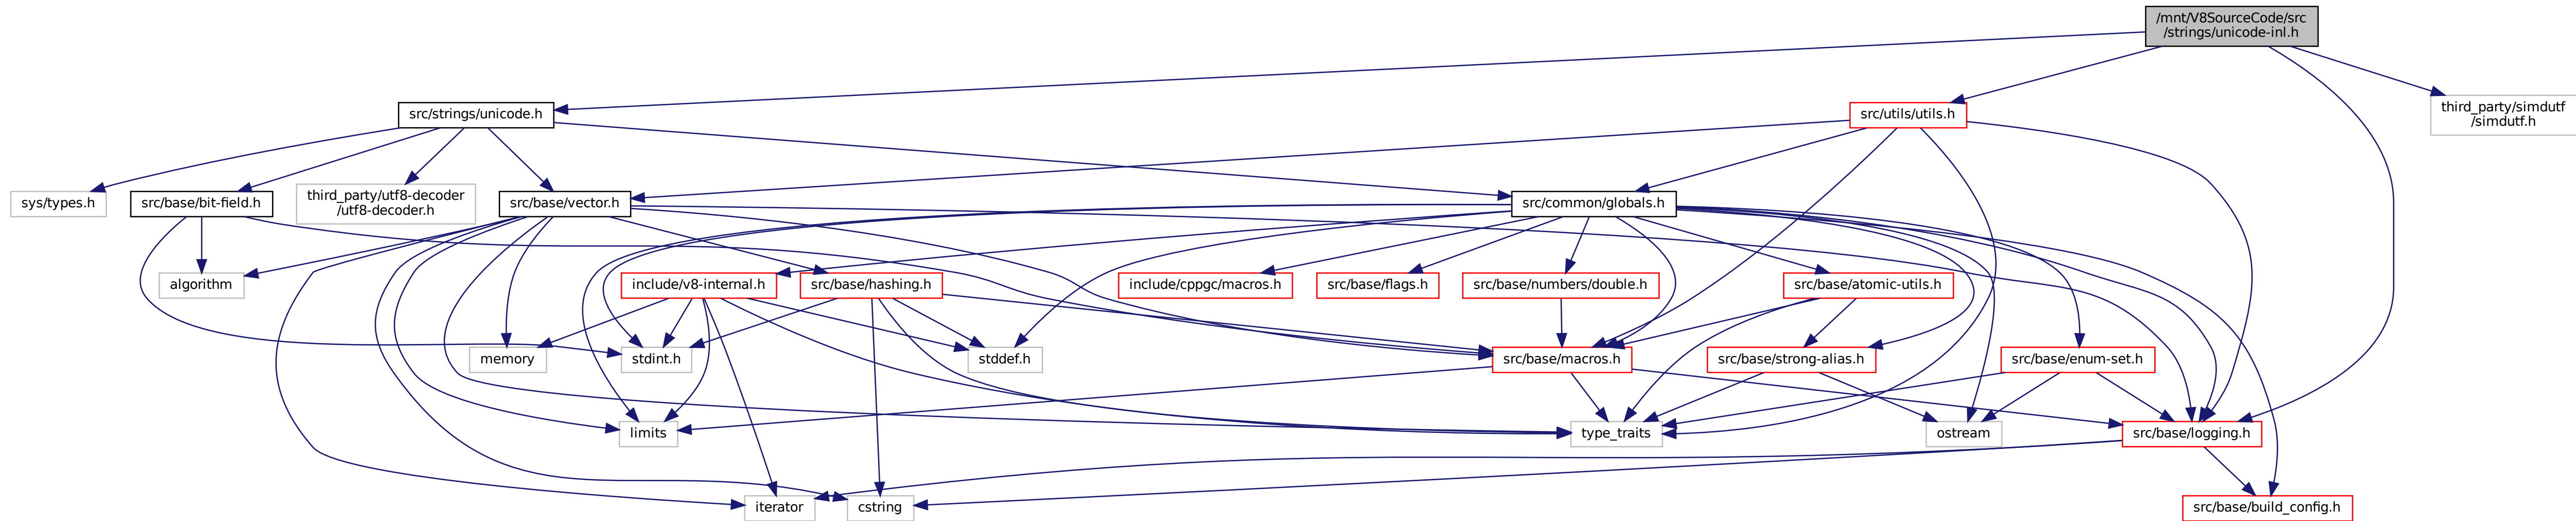 /mnt/V8SourceCode/src
/strings/unicode-inl.h
src/strings/unicode.h
src/utils/utils.h
third_party/simdutf
/simdutf.h
sys/types.h
src/base/bit-field.h
third_party/utf8-decoder
/utf8-decoder.h
src/base/vector.h
src/common/globals.h
algorithm
include/v8-internal.h
src/base/hashing.h
include/cppgc/macros.h
src/base/flags.h
src/base/numbers/double.h
src/base/atomic-utils.h
memory
stdint.h
stddef.h
src/base/macros.h
src/base/strong-alias.h
src/base/enum-set.h
limits
type_traits
ostream
src/base/logging.h
iterator
cstring
src/base/build_config.h